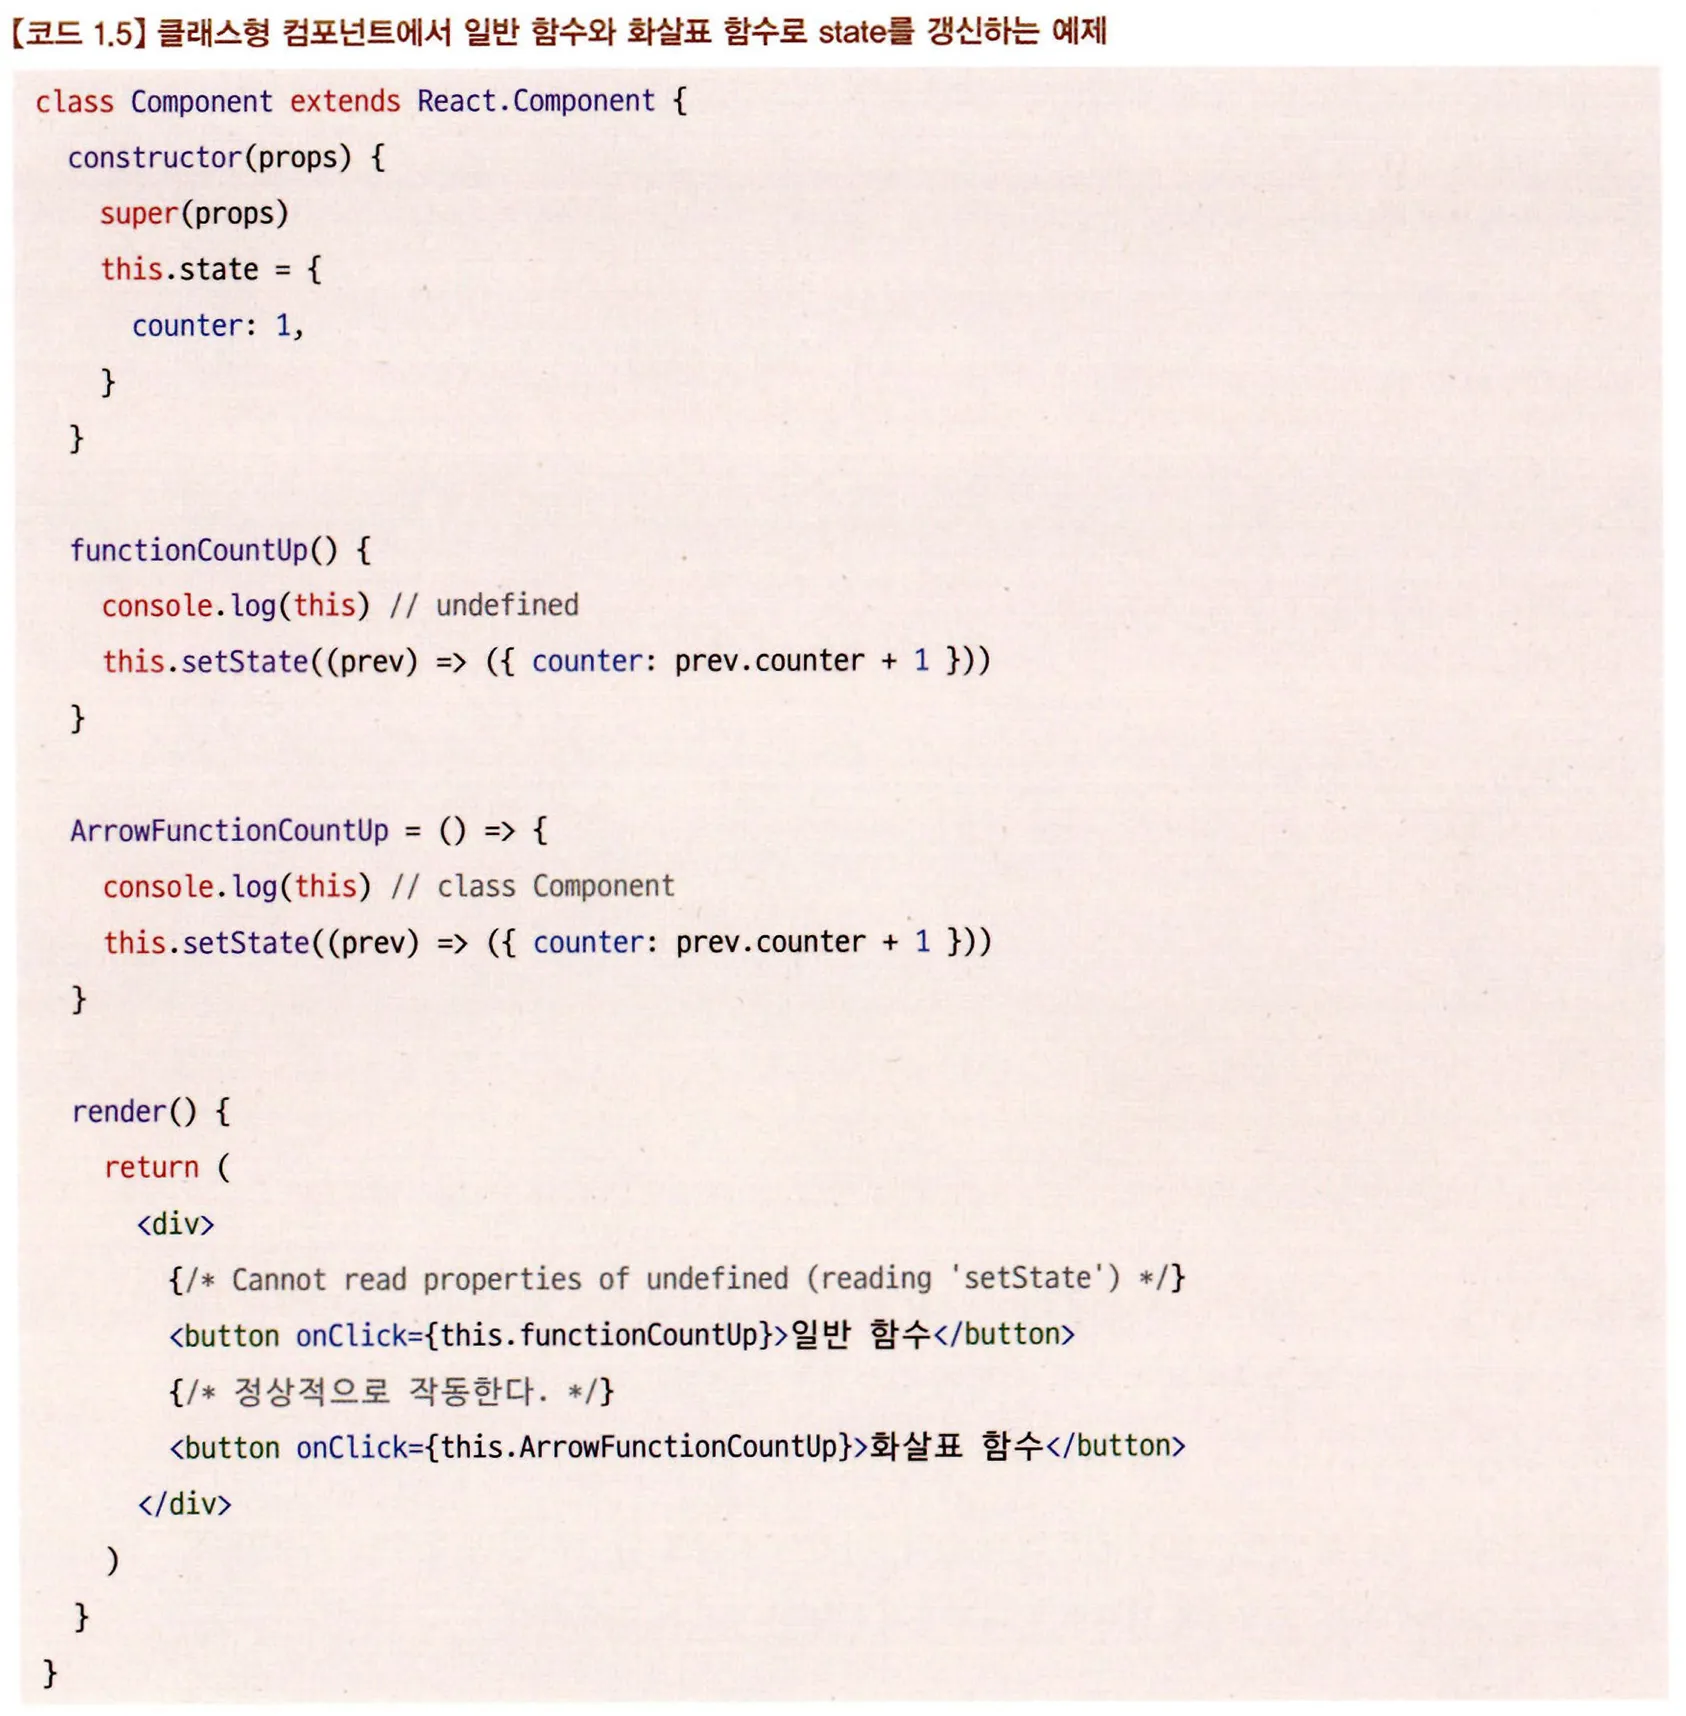 【코드 1.5】 클래스형 컴포넌트에서 일반 함수와 화살표 함수로 state를 갱신하는 예제
class Component extends React.Component {
  constructor(props) {
    super(props)
    this.state = {
      counter: 1,
    }
  }

  functionCountUp() {
    console.log(this) // undefined
    this.setState((prev) => ({ counter: prev.counter + 1 }))
  }

  ArrowFunctionCountUp = () => {
    console.log(this) // class Component
    this.setState((prev) => ({ counter: prev.counter + 1 }))
  }

  render() {
    return (
      <div>
        {/* Cannot read properties of undefined (reading 'setState') */}
        <button onClick={this.functionCountUp}>일반 함수</button>
        {/* 정상적으로 작동한다. */}
        <button onClick={this.ArrowFunctionCountUp}>화살표 함수</button>
      </div>
    )
  }
}